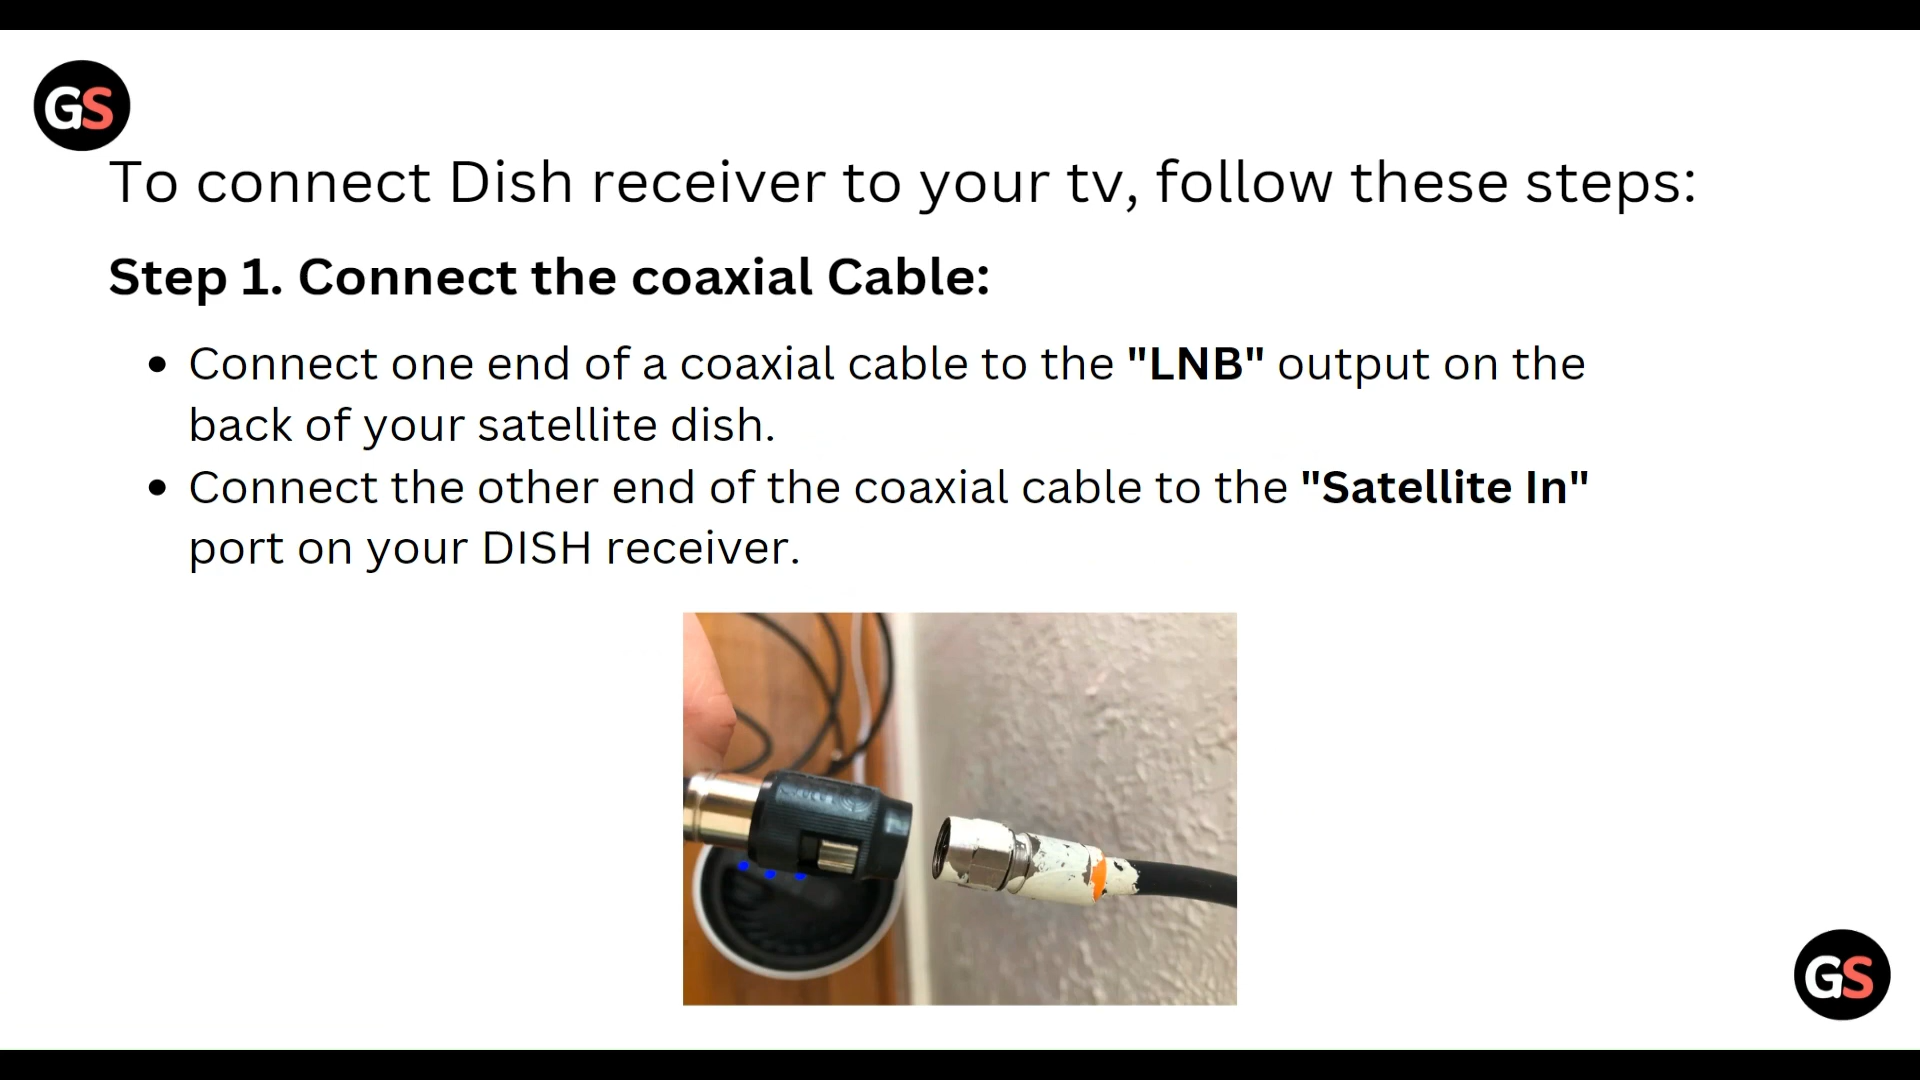 GS
To connect Dish receiver to your tv, follow these steps:
Step 1. Connect the coaxial Cable:
• Connect one end of a coaxial cable to the "LNB" output on the
back of your satellite dish.
• Connect the other end of the coaxial cable to the "Satellite In"
port on your DISH receiver.
GS